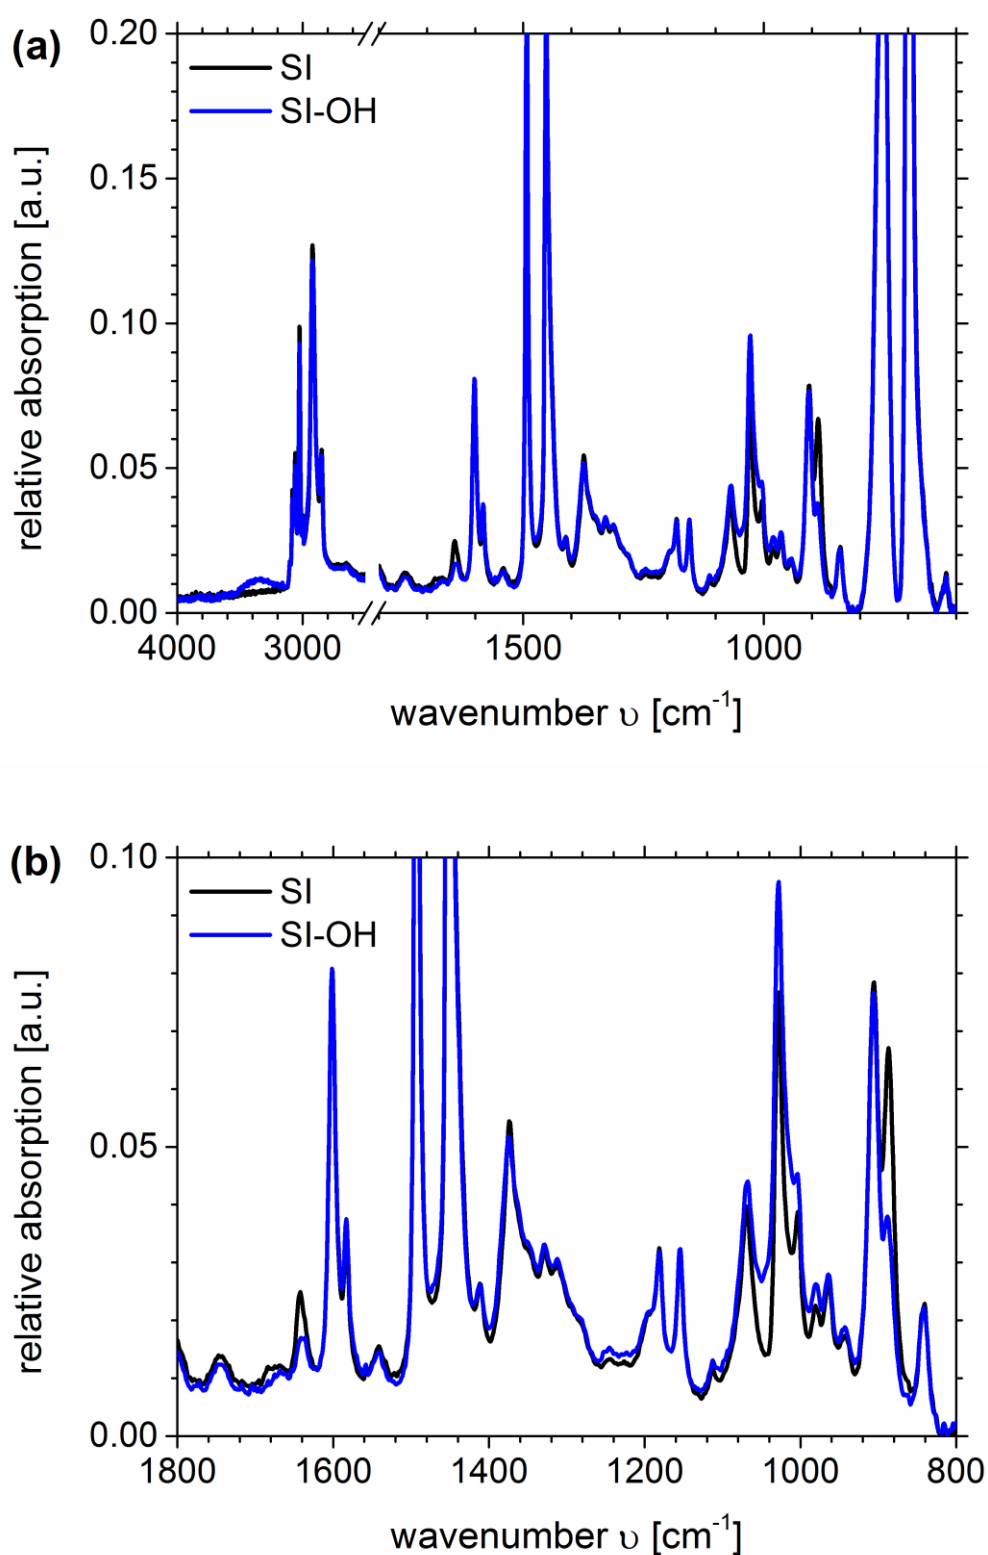 (a)
SI
SI-OH
relative absorption [a.u.]
0.20
0.15
0.10
0.05
0.00
4000 3000 1500 1000
wavenumber υ [cm⁻¹]
(b)
SI
SI-OH
relative absorption [a.u.]
0.10
0.05
0.00
1800 1600 1400 1200 1000 800
wavenumber υ [cm⁻¹]